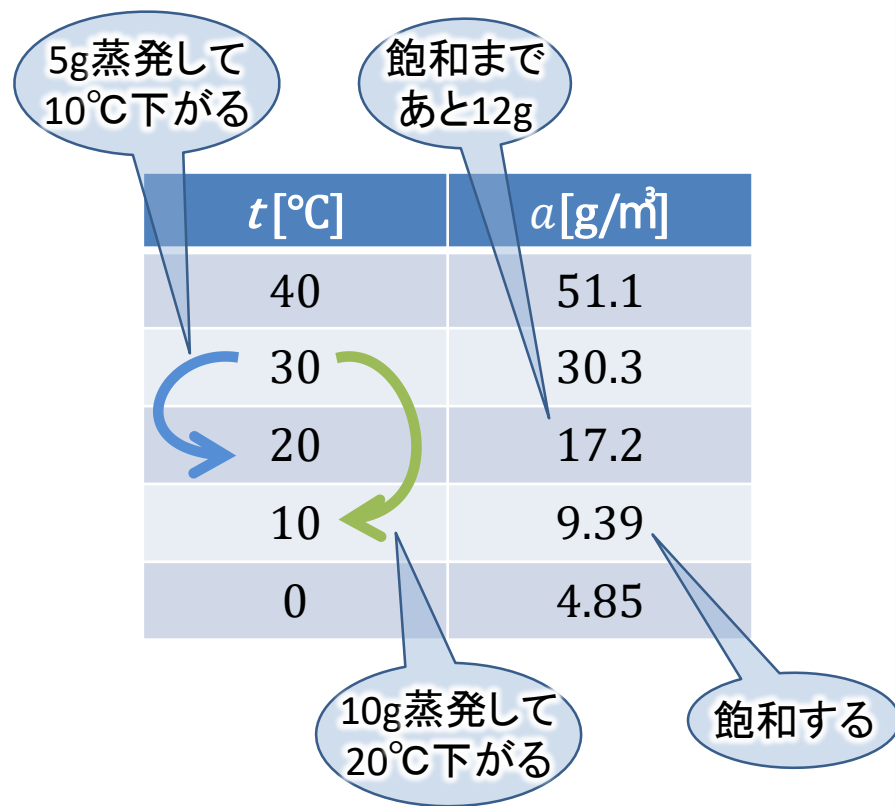 5g蒸発して
10℃下がる
飽和まで
あと12g
t[℃] a[g/㎥]
40 51.1
30 30.3
20 17.2
10 9.39
0 4.85
10g蒸発して
20℃下がる
飽和する